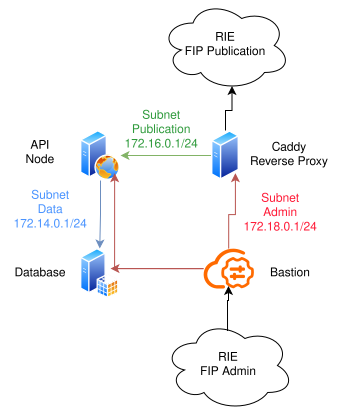 RIE
FIP Publication
Subnet
Publication
172.16.0.1/24
API
Node
Caddy
Reverse Proxy
Subnet
Data
172.14.0.1/24
Subnet
Admin
172.18.0.1/24
Database
Bastion
RIE
FIP Admin